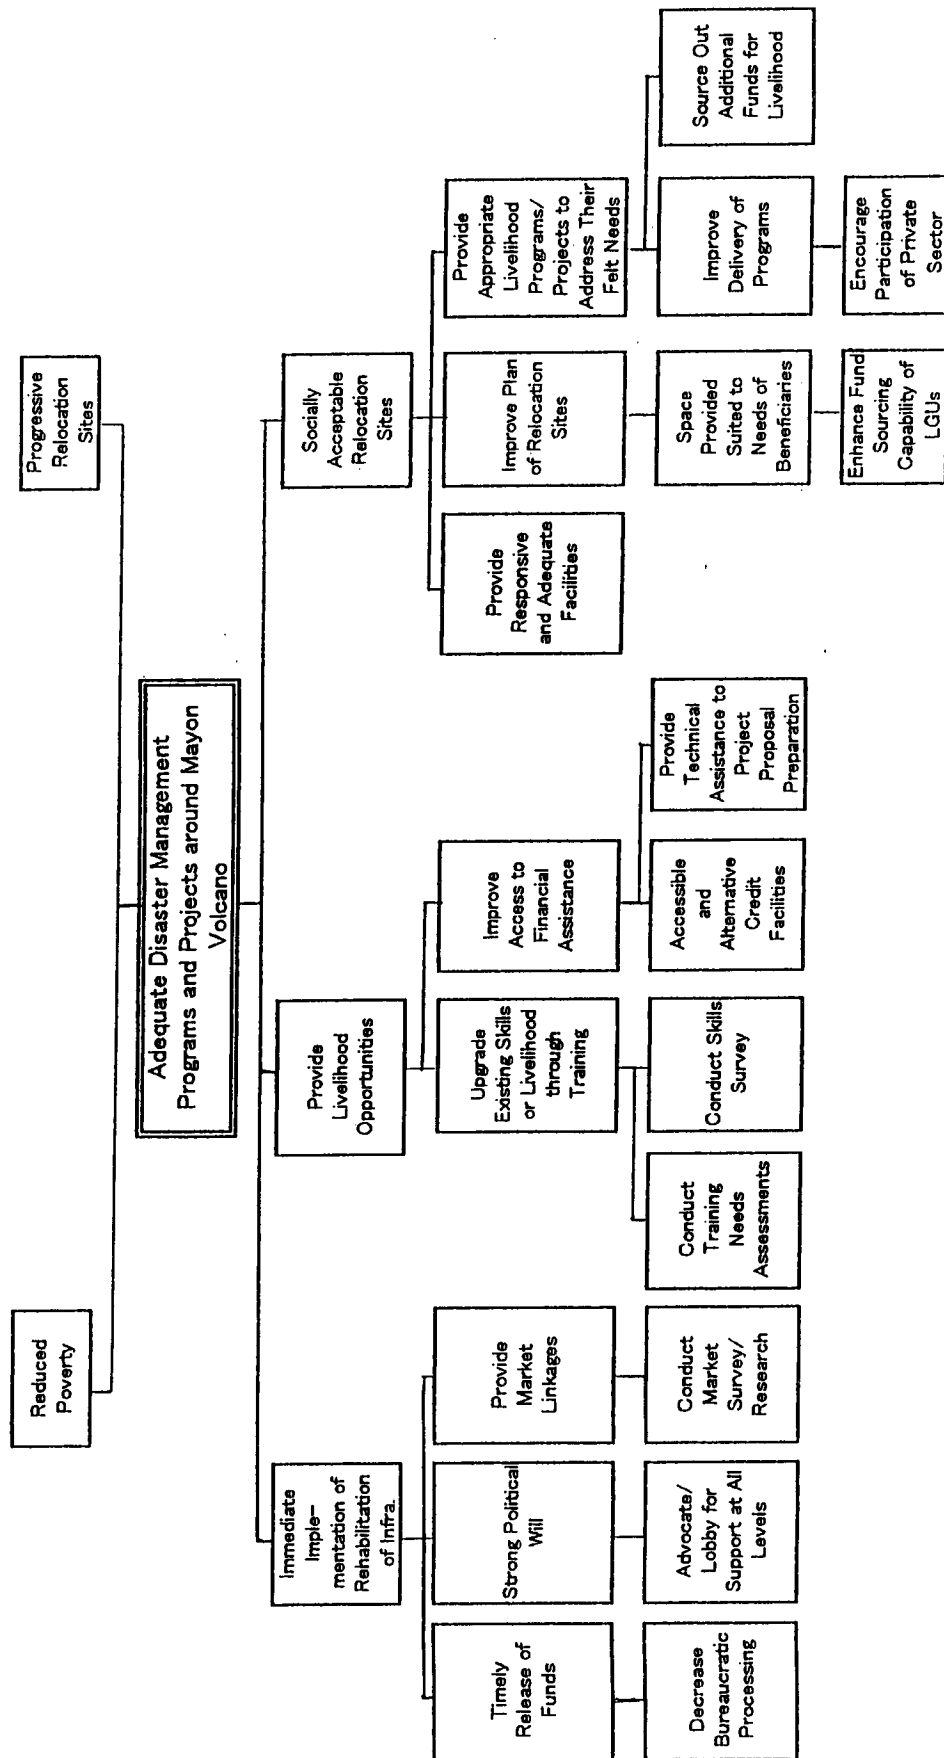 Reduced
Poverty
Progressive
Relocation
Sites
Adequate Disaster Management
Programs and Projects around Mayon
Volcano
Immediate
Imple-
mentation of
Rehabilitation
of Infra.
Provide
Livelihood
Opportunities
Socially
Acceptable
Relocation
Sites
Timely
Release of
Funds
Strong Political
Will
Provide
Market
Linkages
Upgrade
Existing Skills
or Livelihood
through
Training
Improve
Access to
Financial
Assistance
Provide
Responsive
and Adequate
Facilities
Improve Plan
of Relocation
Sites
Provide
Appropriate
Livelihood
Programs/
Projects to
Address Their
Felt Needs
Decrease
Bureaucratic
Processing
Advocate/
Lobby for
Support at All
Levels
Conduct
Market
Survey/
Research
Conduct
Training
Needs
Assessments
Conduct Skills
Survey
Accessible
and
Alternative
Credit
Facilities
Provide
Technical
Assistance to
Project
Proposal
Preparation
Space
Provided
Suited to
Needs of
Beneficiaries
Improve
Delivery of
Programs
Source Out
Additional
Funds for
Livelihood
Enhance Fund
Sourcing
Capability of
LGUs
Encourage
Participation
of Private
Sector